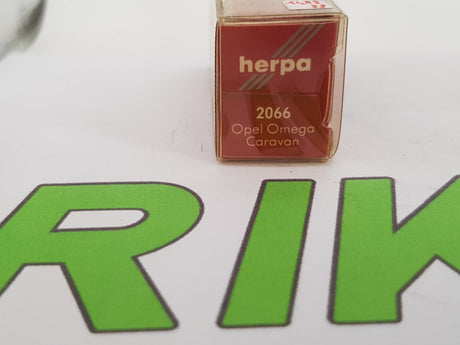 herpa
2066
Opel Omega
Caravan
RIK